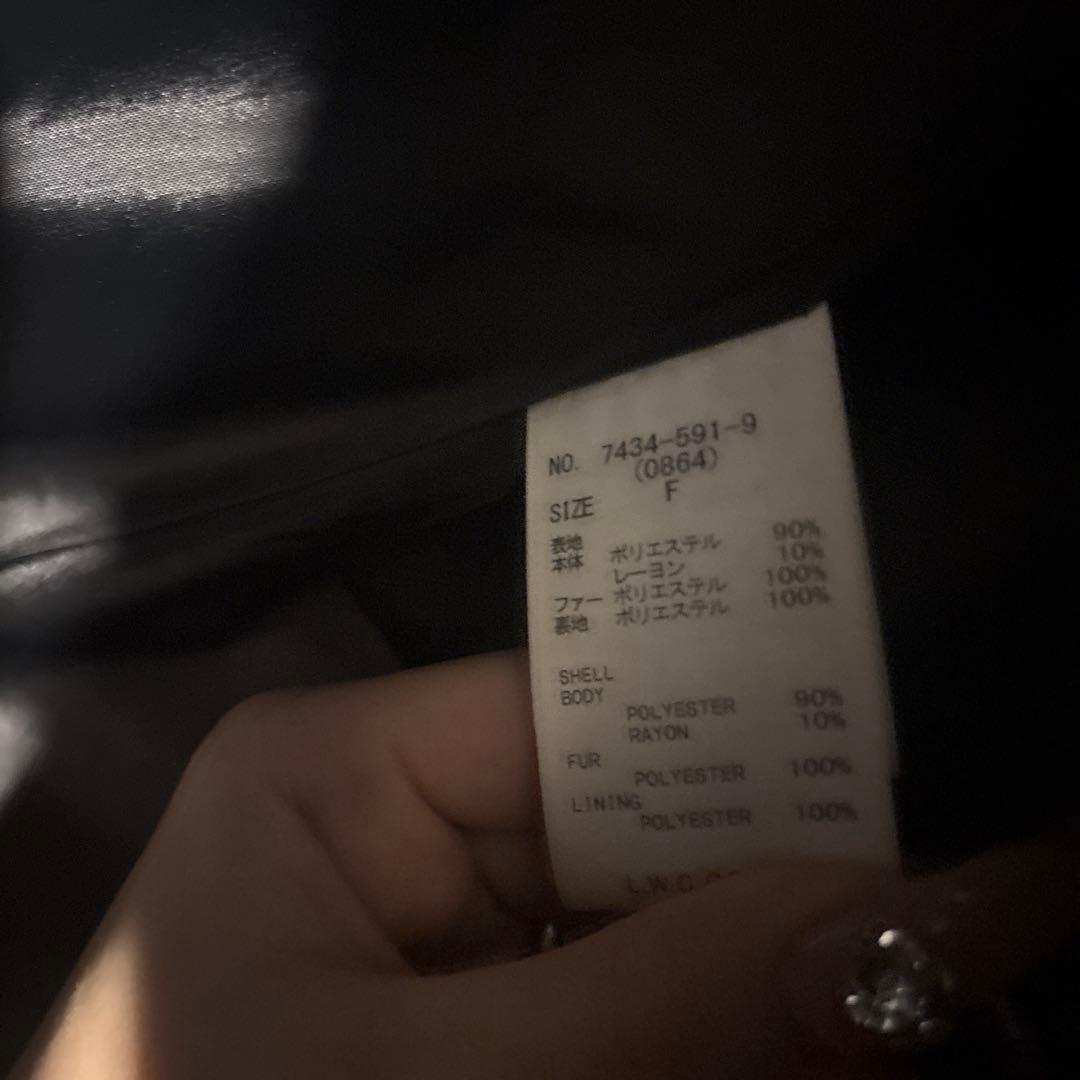 NO. 7434-591-9
(0864)
SIZE F
表地
本体 ポリエステル 90%
レーヨン 10%
ファー ポリエステル 100%
裏地 ポリエステル 100%
SHELL
BODY
POLYESTER 90%
RAYON 10%
FUR
POLYESTER 100%
LINING
POLYESTER 100%
L.W.C.